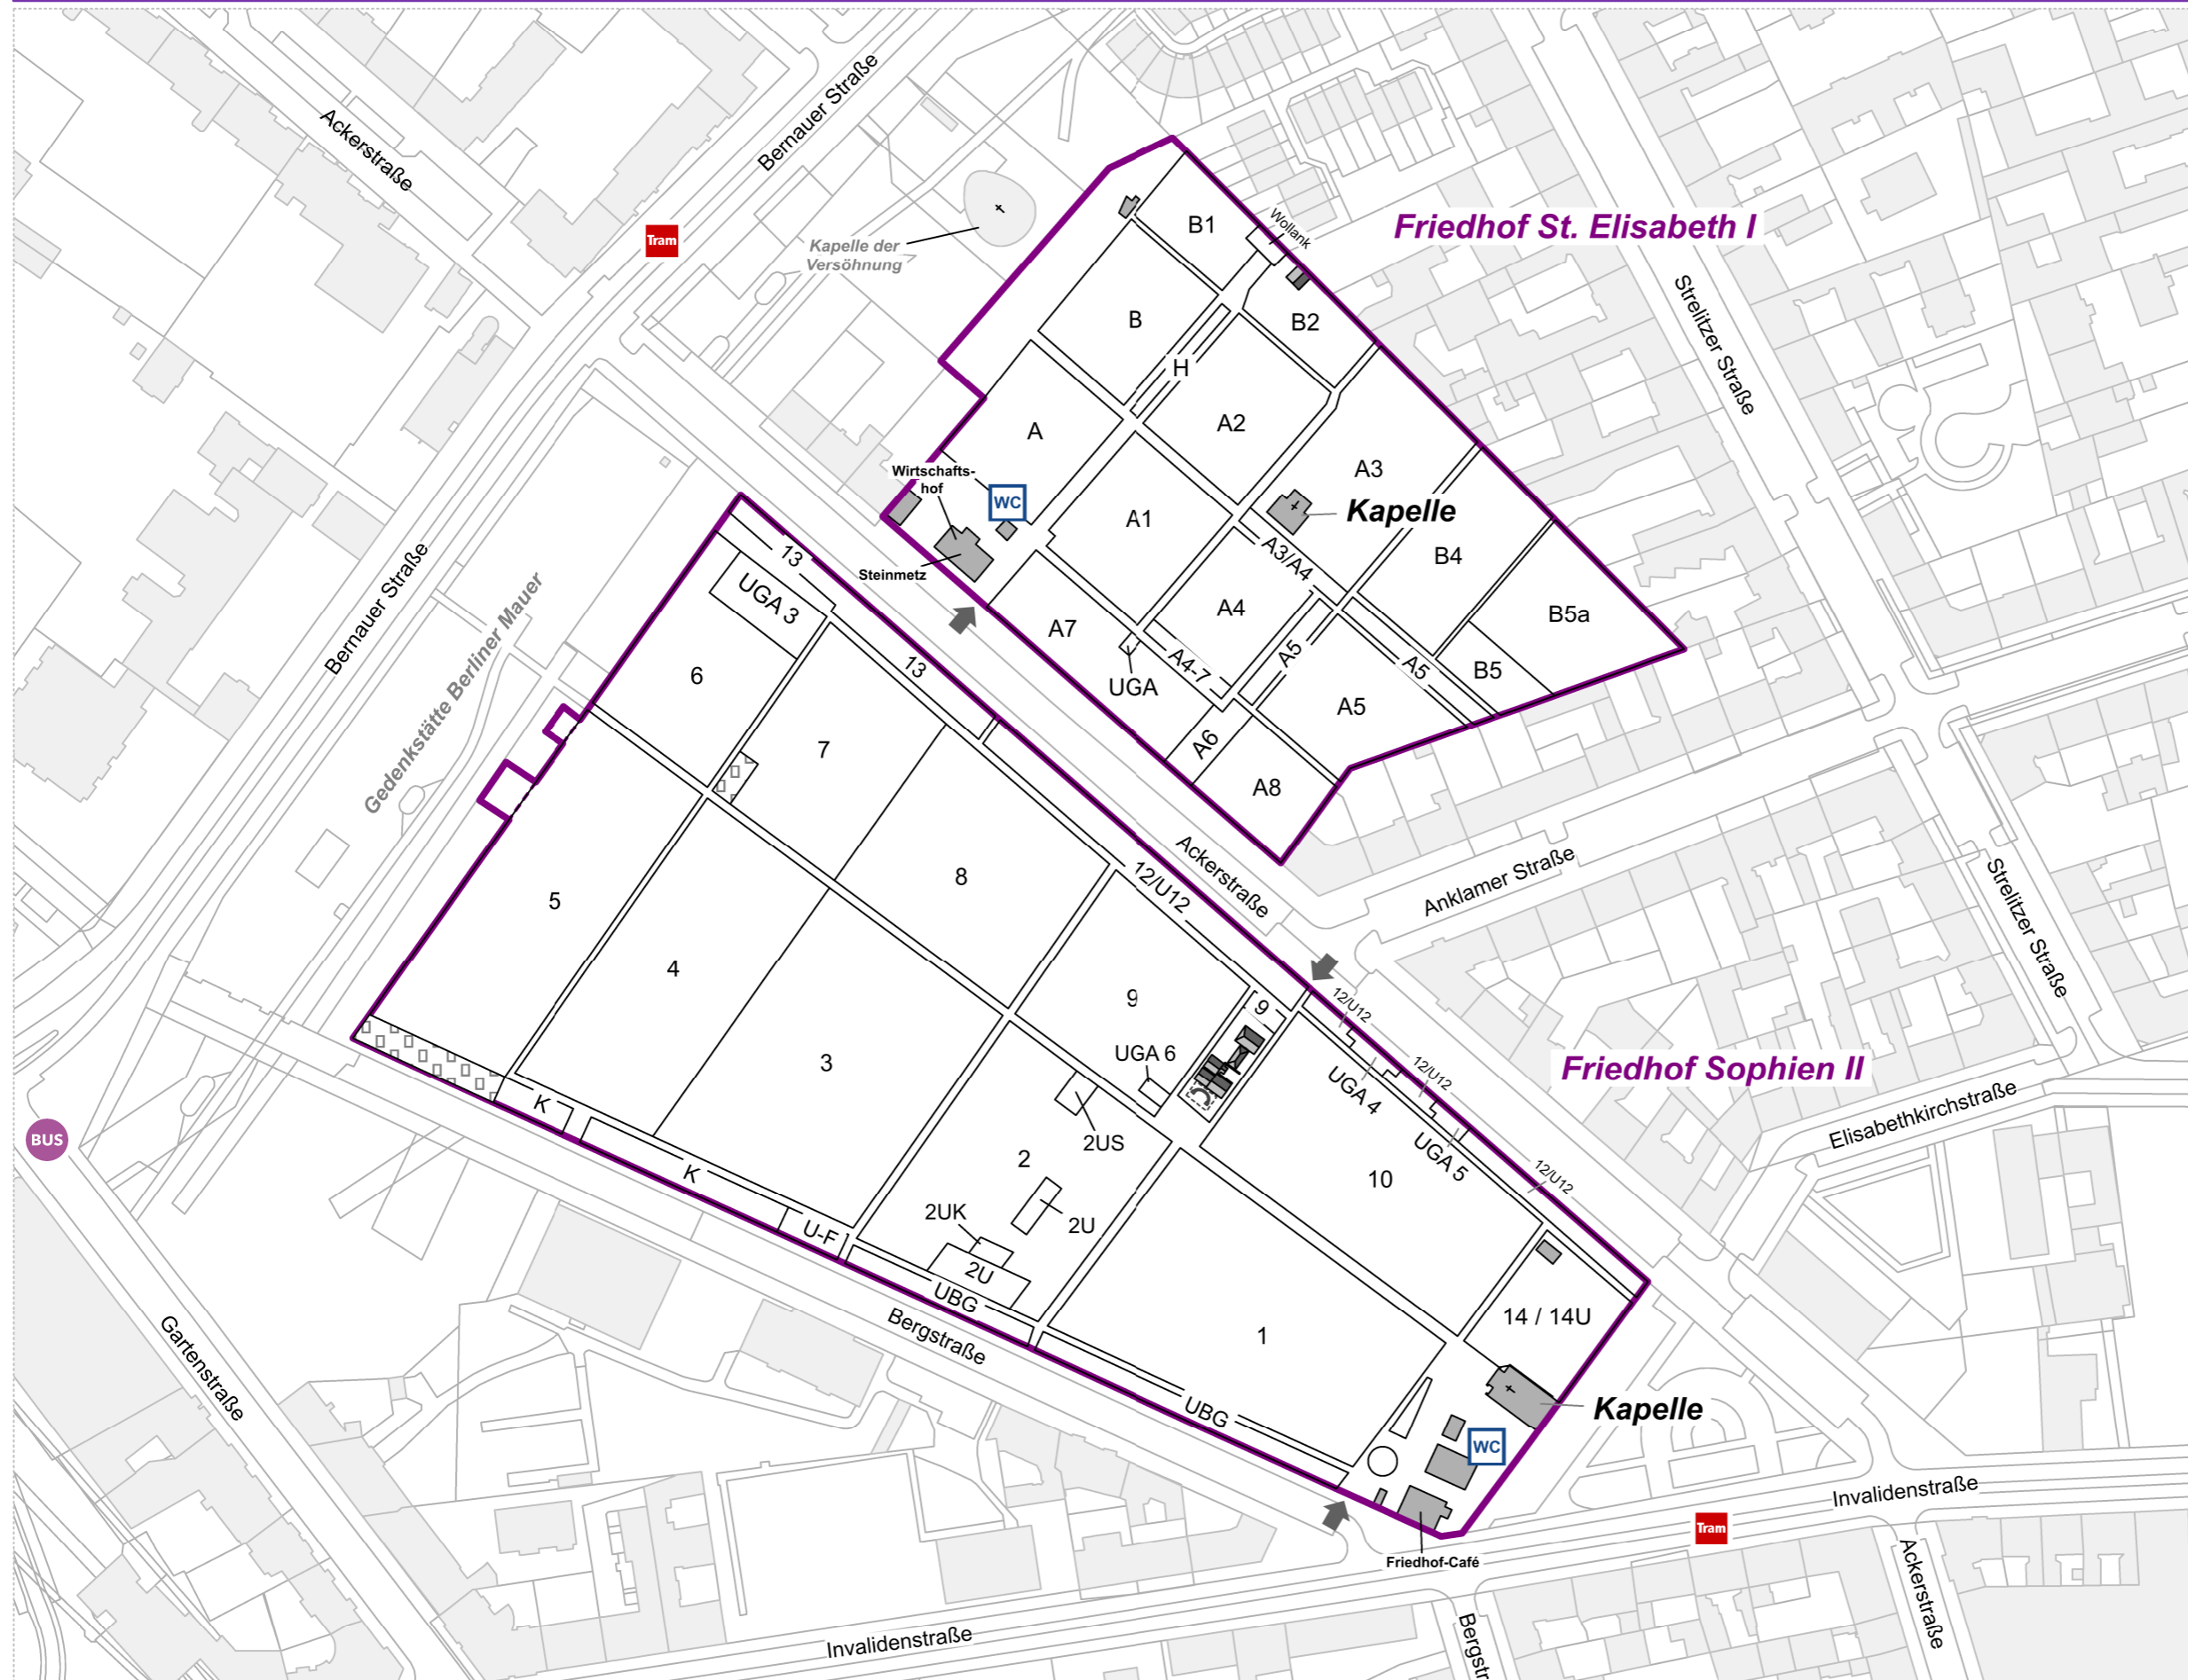 Ackerstraße
Bernauer Straße
Tram
Kapelle der
Versöhnung
Wollank
Friedhof St. Elisabeth I
Strelitzer Straße
B1
B
B2
H
A
A2
A3
Wirtschafts-
hof
WC
Kapelle
A1
A3/A4
B4
Steinmetz
A4
B5a
A7
A4-7
A5
A5
B5
UGA
A5
A6
A8
Bernauer Straße
Gedenkstätte Berliner Mauer
13
UGA 3
13
6
7
8
5
4
3
12/U12
Ackerstraße
Anklamer Straße
Strelitzer Straße
9
9
UGA 6
12/U12
UGA 4
12/U12
UGA 5
12/U12
Friedhof Sophien II
Elisabethkirchstraße
BUS
K
K
U-F
2
2US
2U
2UK
2U
UBG
10
14 / 14U
1
UBG
Bergstraße
Gartenstraße
Kapelle
WC
Friedhof-Café
Invalidenstraße
Tram
Ackerstraße
Invalidenstraße
Bergstr